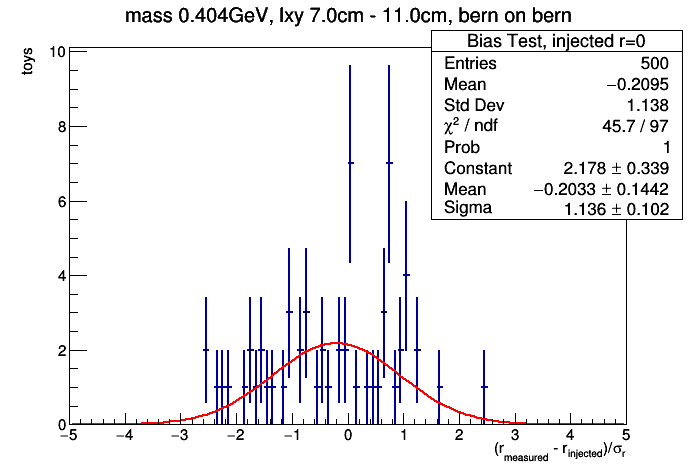 mass 0.404GeV, lxy 7.0cm - 11.0cm, bern on bern
Bias Test, injected r=0
Entries 500
Mean −0.2095
Std Dev 1.138
χ² / ndf 45.7 / 97
Prob 1
Constant 2.178 ± 0.339
Mean −0.2033 ± 0.1442
Sigma 1.136 ± 0.102
toys
10
8
6
4
2
0
−5 −4 −3 −2 −1 0 1 2 3 4 5
(r_measured - r_injected)/σ_r